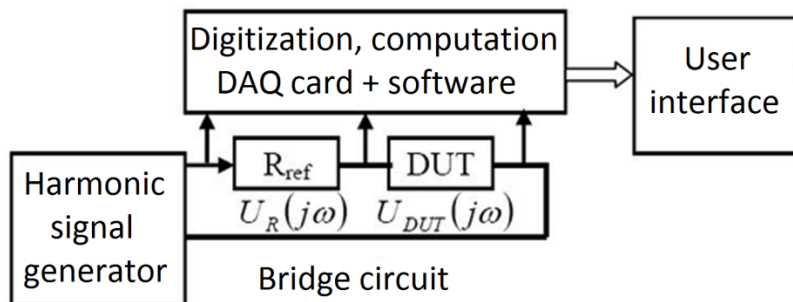 Digitization, computation
DAQ card + software
User
interface
R_ref
DUT
Harmonic
signal
generator
U_R(jω)
U_DUT(jω)
Bridge circuit